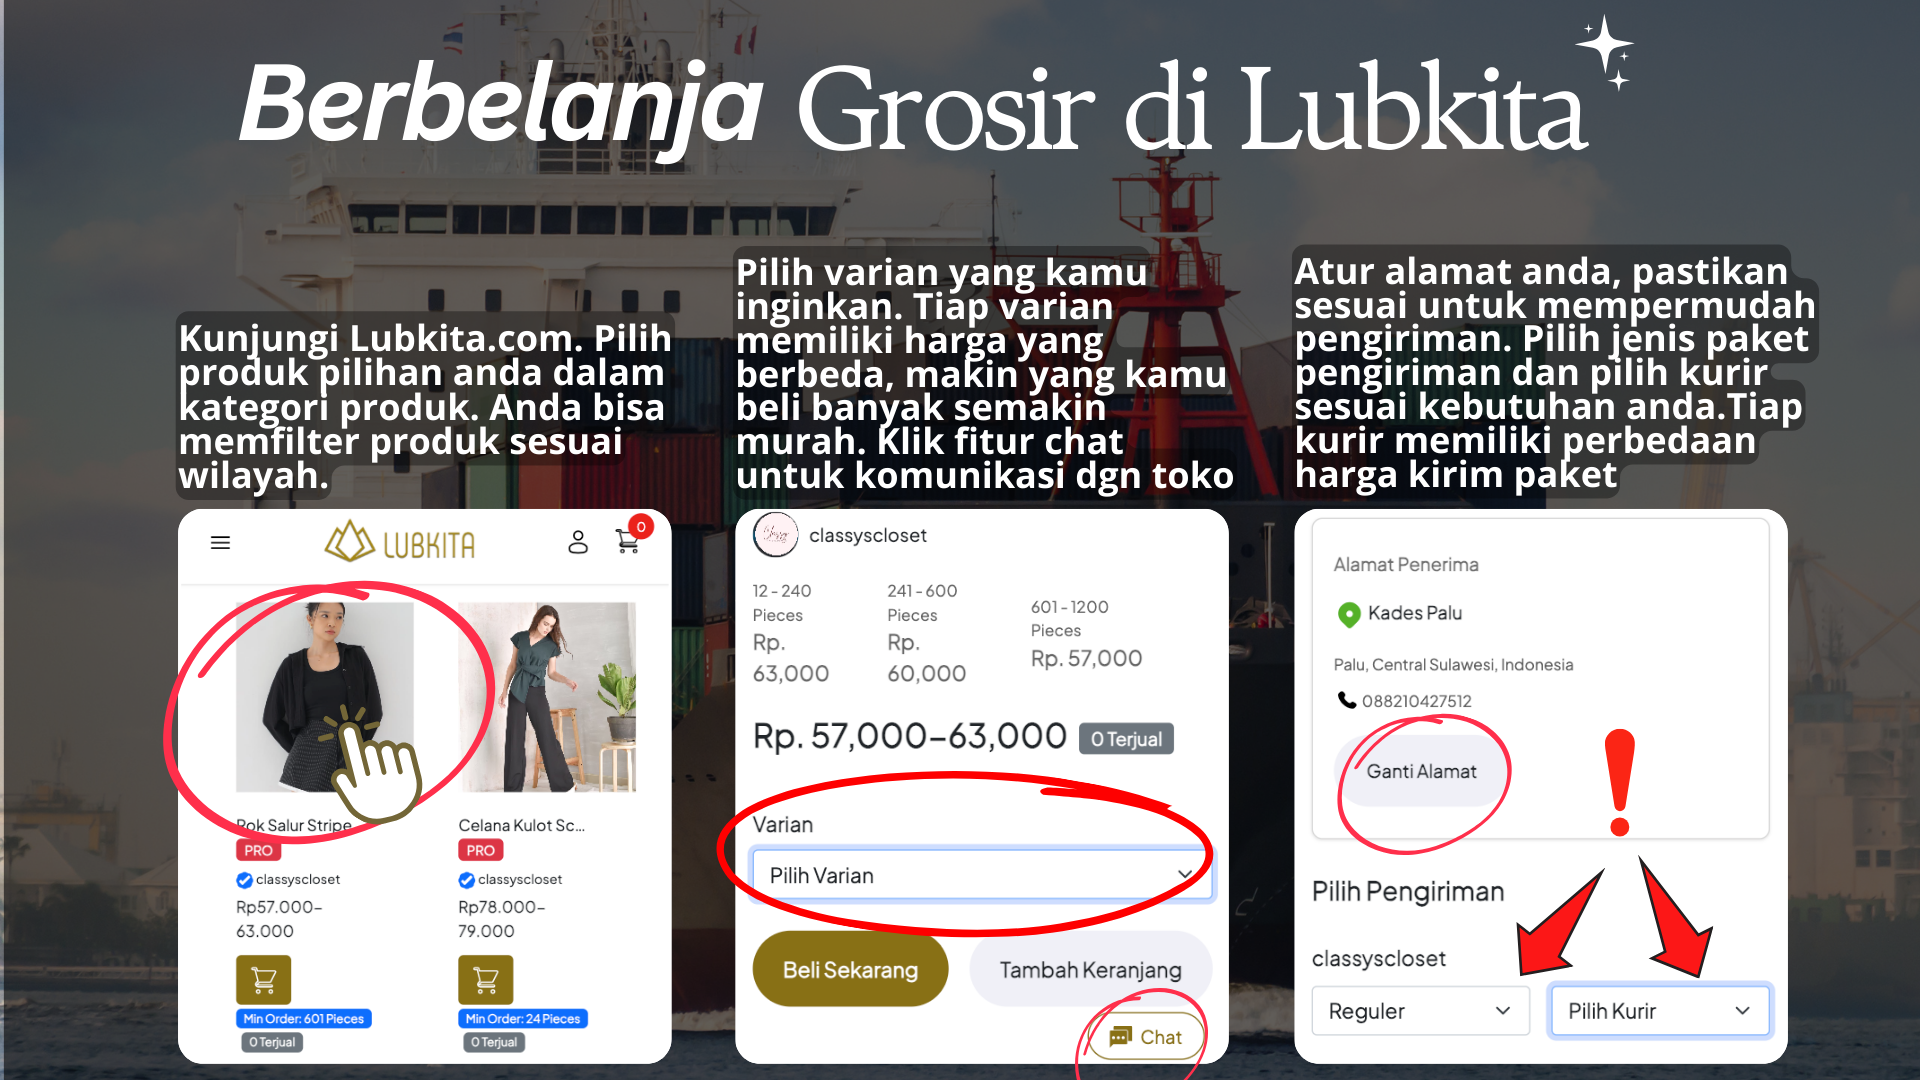 Berbelanja Grosir di Lubkita
Kunjungi Lubkita.com. Pilih
produk pilihan anda dalam
kategori produk. Anda bisa
memfilter produk sesuai
wilayah.
LUBKITA
0
Rok Salur Stripe
PRO
classyscloset
Rp57.000–
63.000
Min Order: 601 Pieces
0 Terjual
Celana Kulot Sc...
PRO
classyscloset
Rp78.000–
79.000
Min Order: 24 Pieces
0 Terjual
Pilih varian yang kamu
inginkan. Tiap varian
memiliki harga yang
berbeda, makin yang kamu
beli banyak semakin
murah. Klik fitur chat
untuk komunikasi dgn toko
classyscloset
12 - 240
Pieces
Rp.
63,000
241 - 600
Pieces
Rp.
60,000
601 - 1200
Pieces
Rp. 57,000
Rp. 57,000–63,000 0 Terjual
Varian
Pilih Varian
Beli Sekarang
Tambah Keranjang
Chat
Atur alamat anda, pastikan
sesuai untuk mempermudah
pengiriman. Pilih jenis paket
pengiriman dan pilih kurir
sesuai kebutuhan anda.Tiap
kurir memiliki perbedaan
harga kirim paket
Alamat Penerima
Kades Palu
Palu, Central Sulawesi, Indonesia
088210427512
Ganti Alamat
Pilih Pengiriman
classyscloset
Reguler
Pilih Kurir